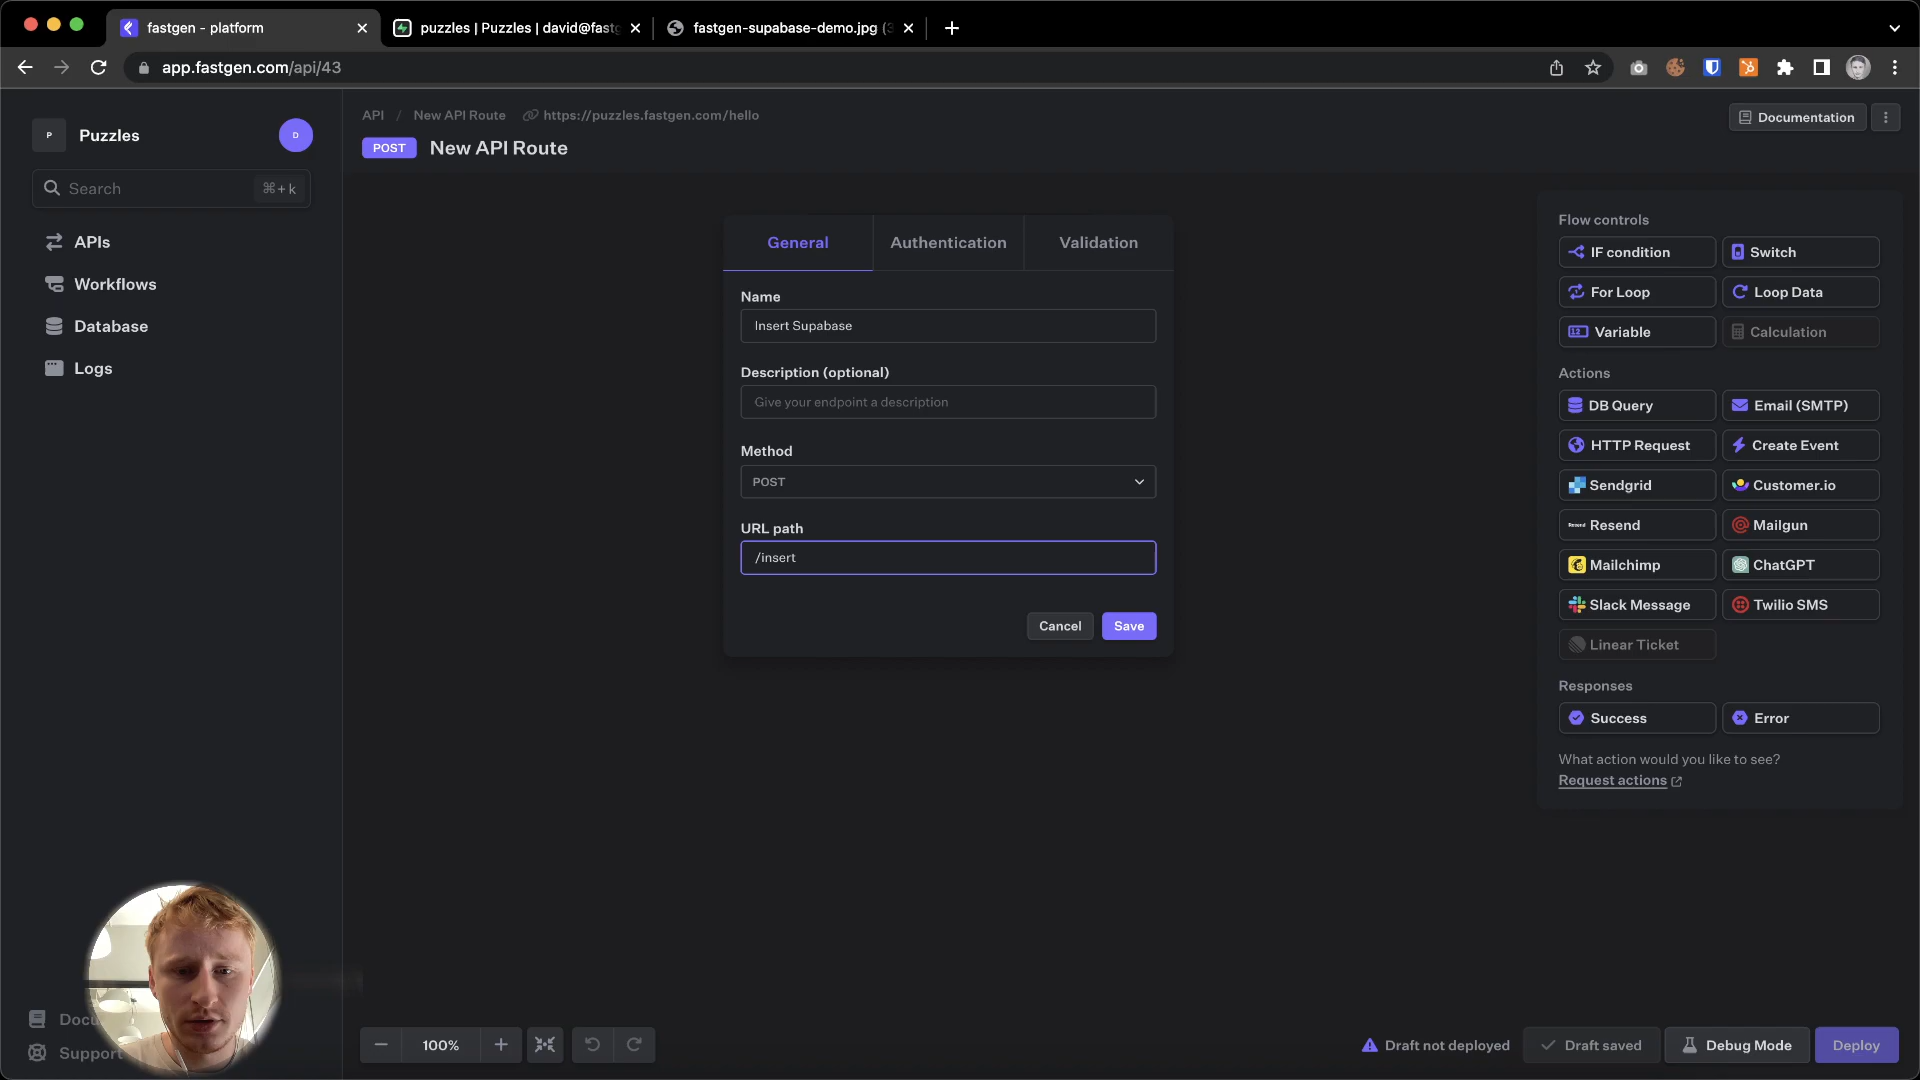 fastgen - platform
puzzles | Puzzles | david@fastg
fastgen-supabase-demo.jpg (3
app.fastgen.com/api/43
P
Puzzles
D
Search
⌘+k
APIs
Workflows
Database
Logs
Docu
Support
API / New API Route https://puzzles.fastgen.com/hello
POST New API Route
Documentation
General
Authentication
Validation
Name
Insert Supabase
Description (optional)
Give your endpoint a description
Method
POST
URL path
/insert
Cancel
Save
Flow controls
IF condition
Switch
For Loop
Loop Data
Variable
Calculation
Actions
DB Query
Email (SMTP)
HTTP Request
Create Event
Sendgrid
Customer.io
Resend
Mailgun
Mailchimp
ChatGPT
Slack Message
Twilio SMS
Linear Ticket
Responses
Success
Error
What action would you like to see?
Request actions
100%
Draft not deployed
Draft saved
Debug Mode
Deploy